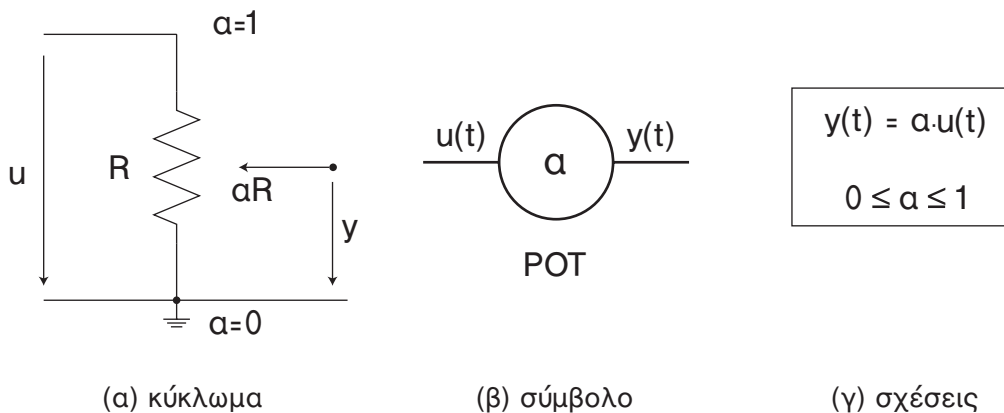 α=1
u
R
αR
y
α=0
(α) κύκλωμα
u(t)
α
y(t)
POT
(β) σύμβολο
y(t) = α·u(t)
0 ≤ α ≤ 1
(γ) σχέσεις